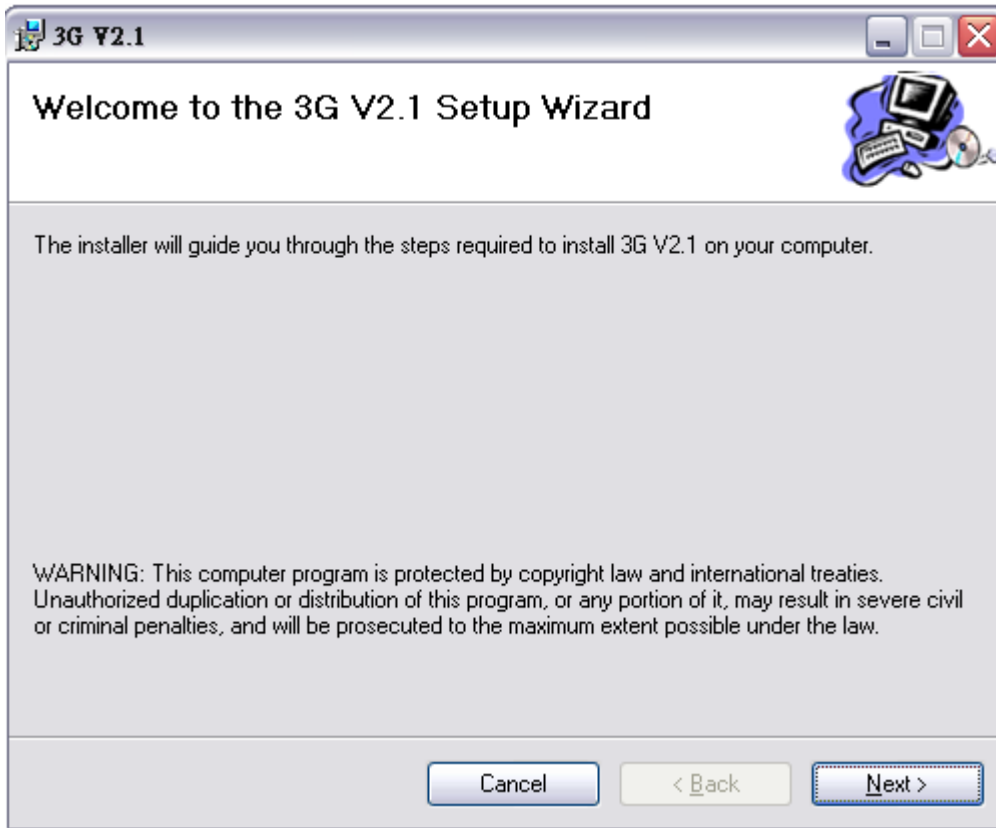 3G V2.1
Welcome to the 3G V2.1 Setup Wizard
The installer will guide you through the steps required to install 3G V2.1 on your computer.
WARNING: This computer program is protected by copyright law and international treaties.
Unauthorized duplication or distribution of this program, or any portion of it, may result in severe civil
or criminal penalties, and will be prosecuted to the maximum extent possible under the law.
Cancel
< Back
Next >